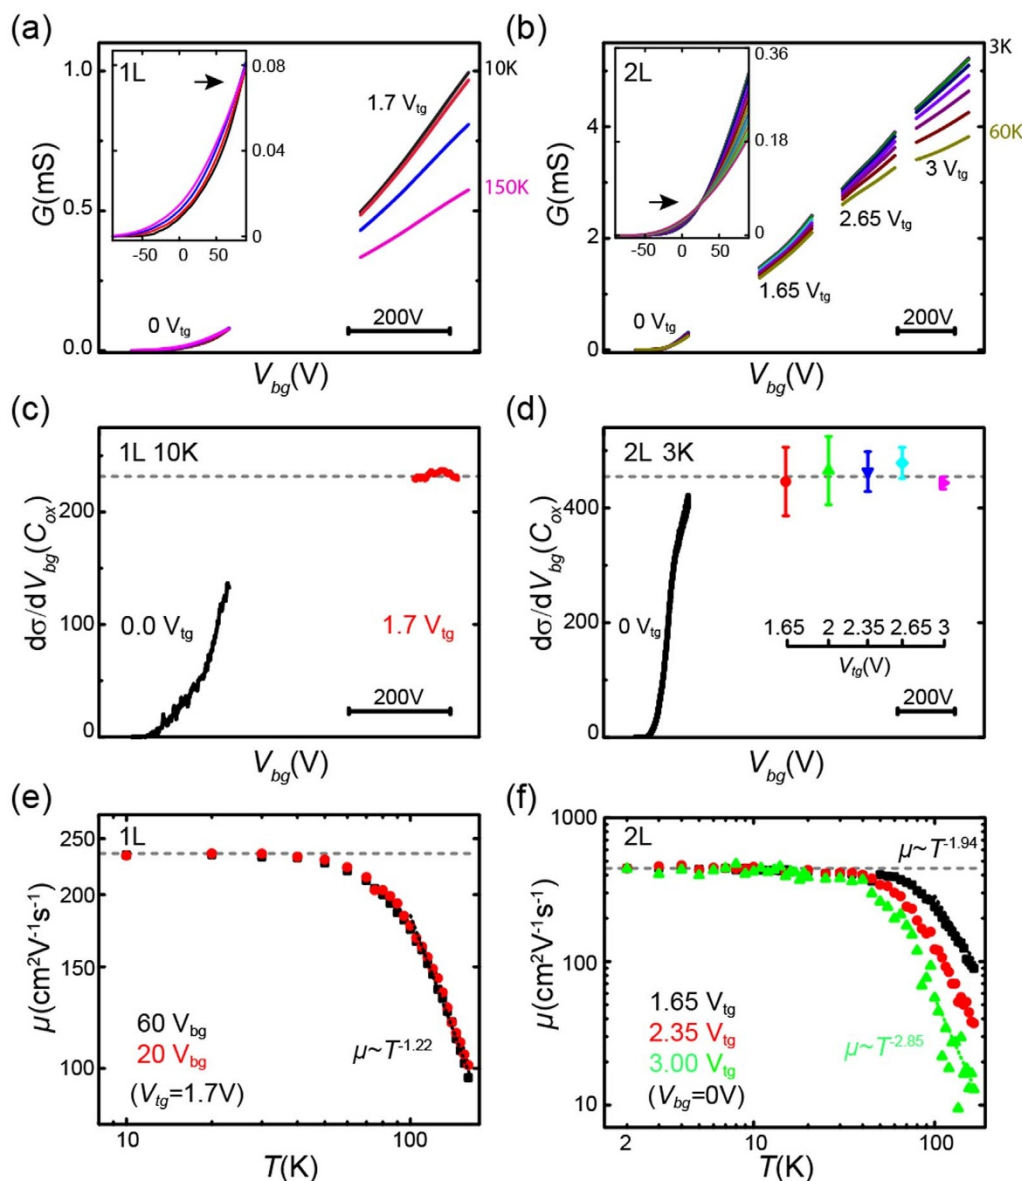 (a)
1L
0.08
0.04
0
-50
0
50
1.7 Vtg
10K
150K
0 Vtg
200V
1.0
0.5
0.0
G(mS)
Vbg(V)
(b)
2L
0.36
0.18
0
-50
0
50
3K
60K
3 Vtg
2.65 Vtg
1.65 Vtg
0 Vtg
200V
4
2
0
G(mS)
Vbg(V)
(c)
1L 10K
200
100
0
dσ/dVbg(Cox)
0.0 Vtg
1.7 Vtg
200V
Vbg(V)
(d)
2L 3K
400
200
0
dσ/dVbg(Cox)
0 Vtg
1.65 2 2.35 2.65 3
Vtg(V)
200V
Vbg(V)
(e)
1L
250
200
150
100
μ(cm2V-1s-1)
60 Vbg
20 Vbg
(Vtg=1.7V)
μ~T-1.22
10
100
T(K)
(f)
2L
1000
100
10
μ(cm2V-1s-1)
μ~T-1.94
1.65 Vtg
2.35 Vtg
3.00 Vtg
(Vbg=0V)
μ~T-2.85
2
10
100
T(K)